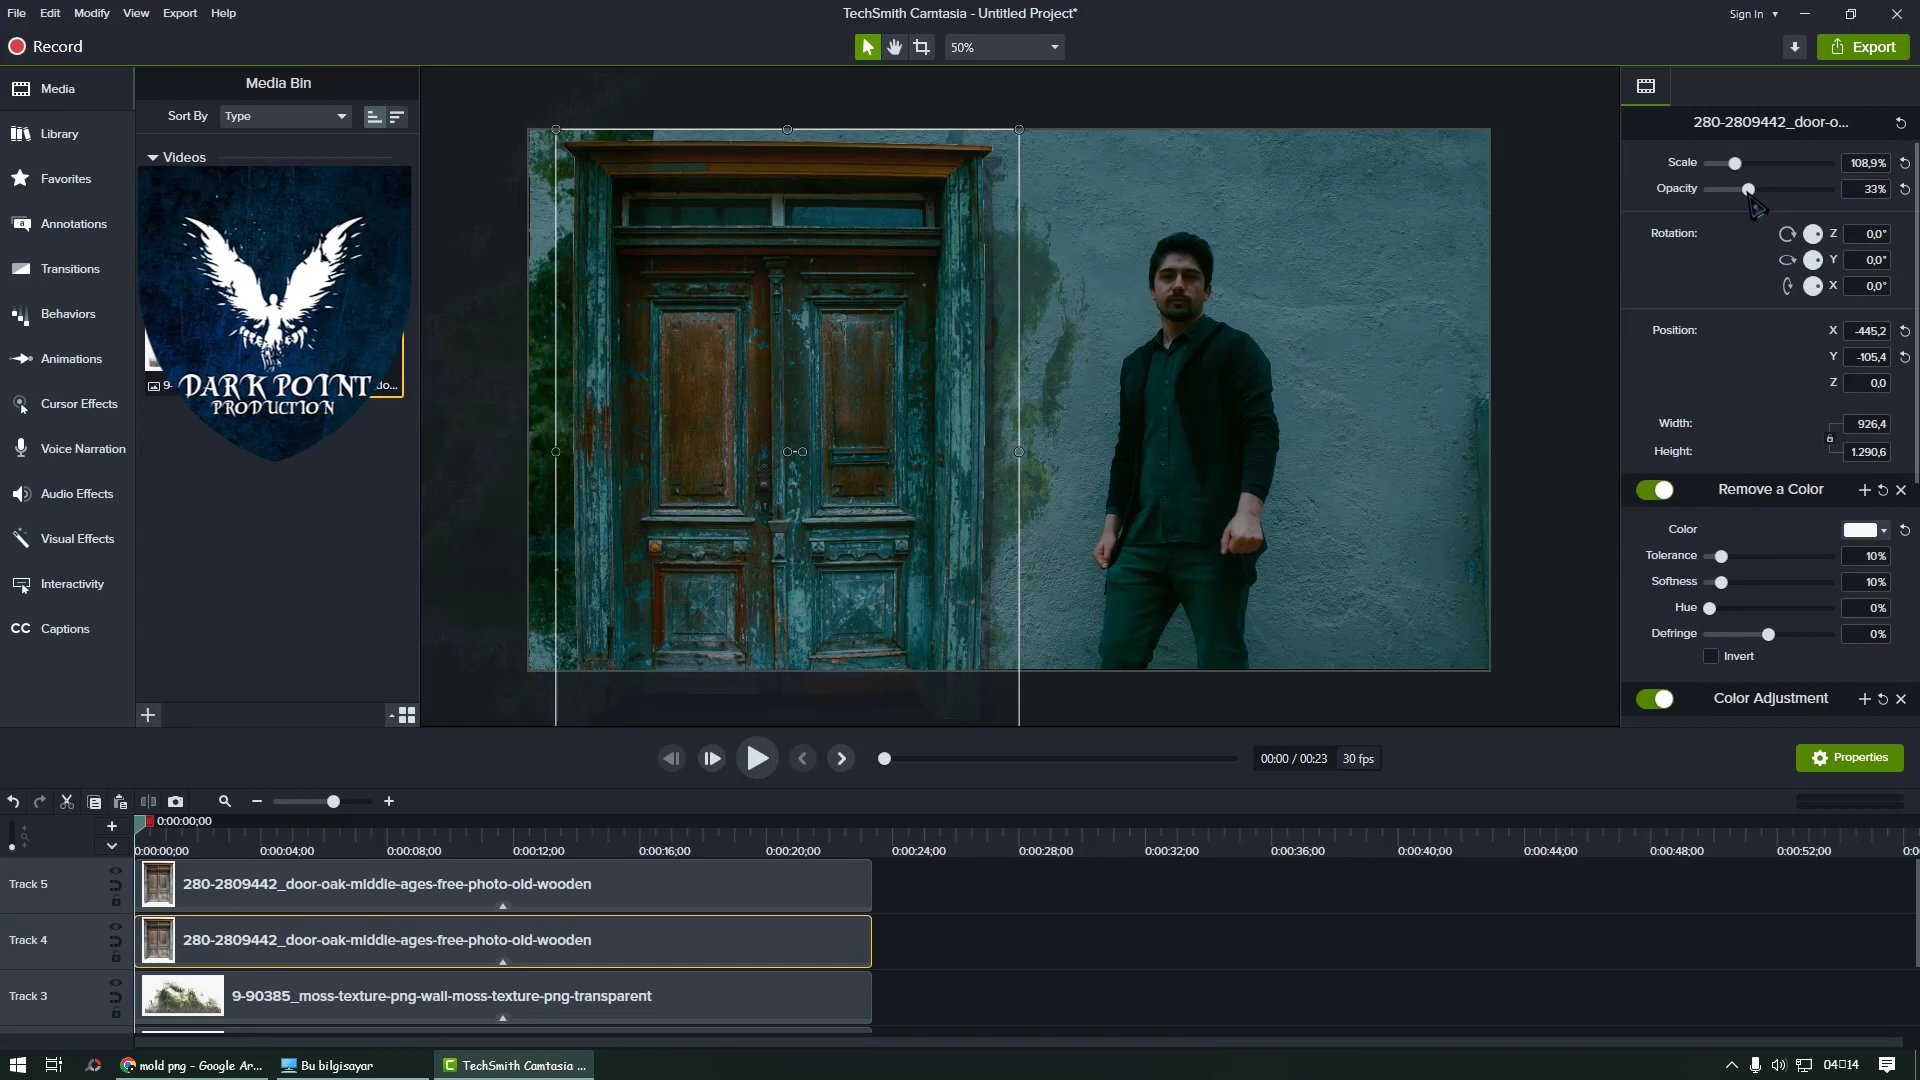 File Edit Modify View Export Help
TechSmith Camtasia - Untitled Project*
Sign In
Record
50%
Export
Media
Library
Favorites
Annotations
Transitions
Behaviors
Animations
Cursor Effects
Voice Narration
Audio Effects
Visual Effects
Interactivity
CC Captions
Media Bin
Sort By Type
Videos
DARK POINT
PRODUCTION
9- do...
280-2809442_door-o...
Scale 108,9%
Opacity 33%
Rotation: Z 0,0°
Y 0,0°
X 0,0°
Position: X -445,2
Y -105,4
Z 0,0
Width: 926,4
Height: 1.290,6
Remove a Color
Color
Tolerance 10%
Softness 10%
Hue 0%
Defringe 0%
Invert
Color Adjustment
00:00 / 00:23 30 fps
Properties
0:00:00;00
0:00:00;00 0:00:04;00 0:00:08;00 0:00:12;00 0:00:16;00 0:00:20;00 0:00:24;00 0:00:28;00 0:00:32;00 0:00:36;00 0:00:40;00 0:00:44;00 0:00:48;00 0:00:52;00 0:0
Track 5 280-2809442_door-oak-middle-ages-free-photo-old-wooden
Track 4 280-2809442_door-oak-middle-ages-free-photo-old-wooden
Track 3 9-90385_moss-texture-png-wall-moss-texture-png-transparent
mold png - Google Ar... Bu bilgisayar TechSmith Camtasia ... 04□14